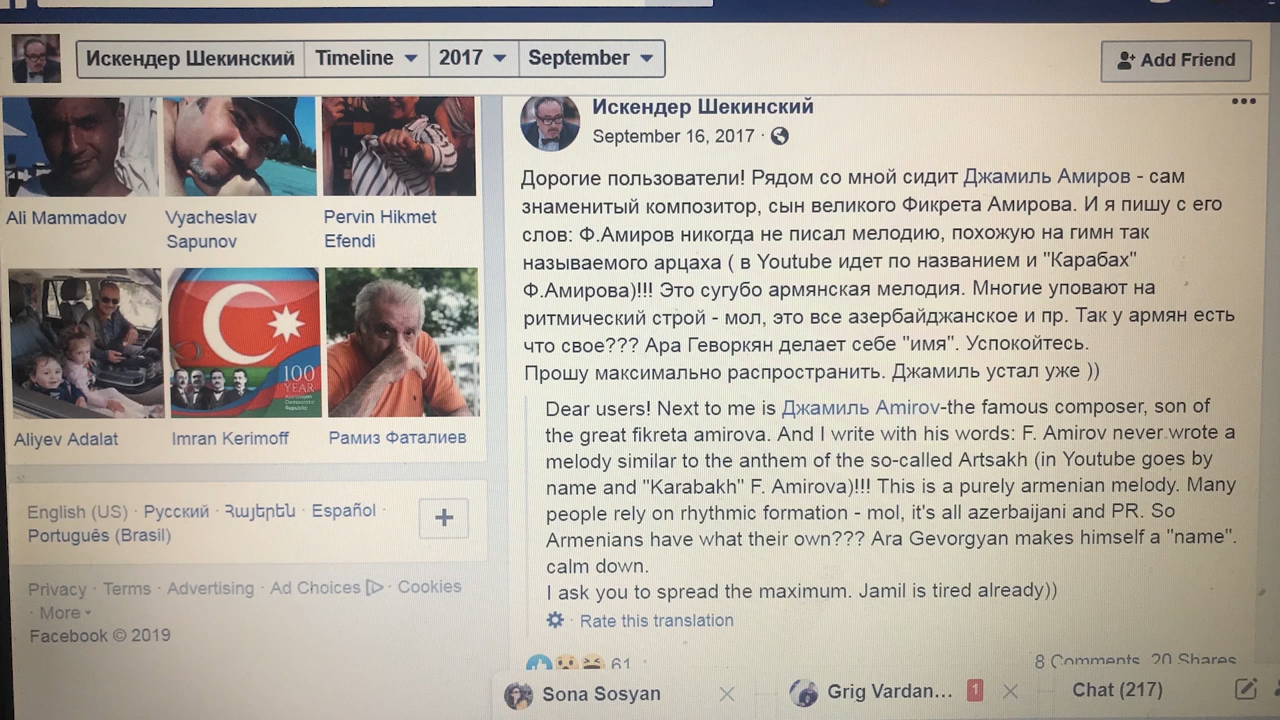 Искендер Шекинский
Timeline
2017
September
Add Friend
Ali Mammadov
Vyacheslav
Sapunov
Pervin Hikmet
Efendi
100
YEAR
Azerbaijan
Democratic
Republic
Aliyev Adalat
Imran Kerimoff
Рамиз Фаталиев
English (US) · Русский · Հայերեն · Español ·
Português (Brasil)
Privacy · Terms · Advertising · Ad Choices · Cookies
· More
Facebook © 2019
Искендер Шекинский
September 16, 2017 ·
Дорогие пользователи! Рядом со мной сидит Джамиль Амиров - сам
знаменитый композитор, сын великого Фикрета Амирова. И я пишу с его
слов: Ф.Амиров никогда не писал мелодию, похожую на гимн так
называемого арцаха ( в Youtube идет по названием и "Карабах"
Ф.Амирова)!!! Это сугубо армянская мелодия. Многие уповают на
ритмический строй - мол, это все азербайджанское и пр. Так у армян есть
что свое??? Ара Геворкян делает себе "имя". Успокойтесь.
Прошу максимально распространить. Джамиль устал уже ))
Dear users! Next to me is Джамиль Amirov-the famous composer, son of
the great fikreta amirova. And I write with his words: F. Amirov never wrote a
melody similar to the anthem of the so-called Artsakh (in Youtube goes by
name and "Karabakh" F. Amirova)!!! This is a purely armenian melody. Many
people rely on rhythmic formation - mol, it's all azerbaijani and PR. So
Armenians have what their own??? Ara Gevorgyan makes himself a "name".
calm down.
I ask you to spread the maximum. Jamil is tired already))
· Rate this translation
61
8 Comments 20 Shares
Sona Sosyan
Grig Vardan...
1
Chat (217)